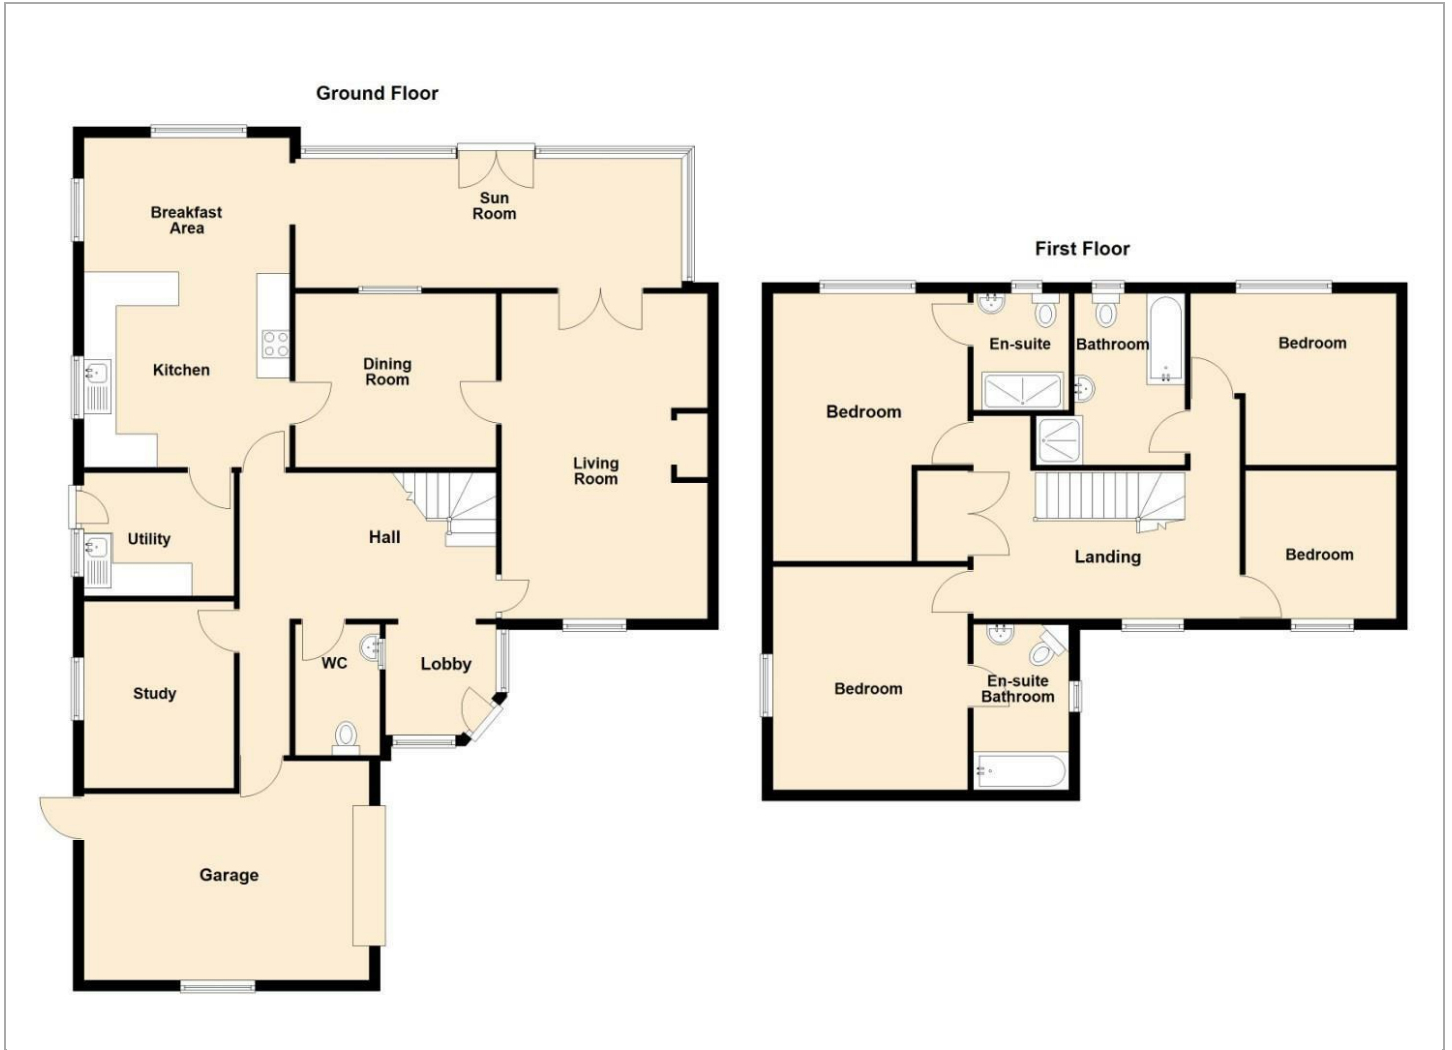 Ground Floor
Breakfast
Area
Sun
Room
Kitchen
Dining
Room
Living
Room
Hall
Utility
WC
Lobby
Study
Garage
First Floor
En-suite
Bathroom
Bedroom
Bedroom
Landing
Bedroom
Bedroom
En-suite
Bathroom